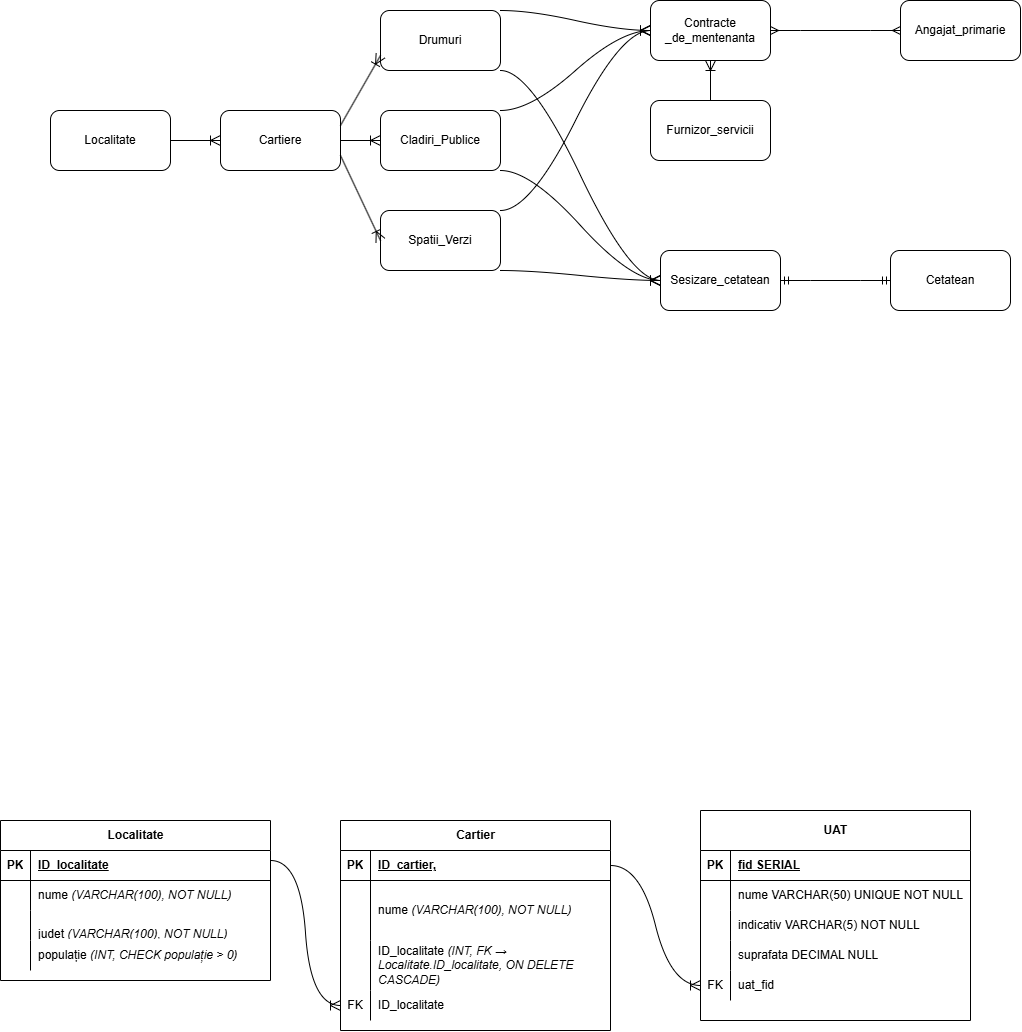 Drumuri
Contracte
_de_mentenanta
Angajat_primarie
Furnizor_servicii
Localitate
Cartiere
Cladiri_Publice
Spatii_Verzi
Sesizare_cetatean
Cetatean
Localitate
PK
ID_localitate
nume (VARCHAR(100), NOT NULL)
judet (VARCHAR(100), NOT NULL)
populație (INT, CHECK populație > 0)
Cartier
PK
ID_cartier,
nume (VARCHAR(100), NOT NULL)
ID_localitate (INT, FK →
Localitate.ID_localitate, ON DELETE
CASCADE)
FK
ID_localitate
UAT
PK
fid SERIAL
nume VARCHAR(50) UNIQUE NOT NULL
indicativ VARCHAR(5) NOT NULL
suprafata DECIMAL NULL
FK
uat_fid